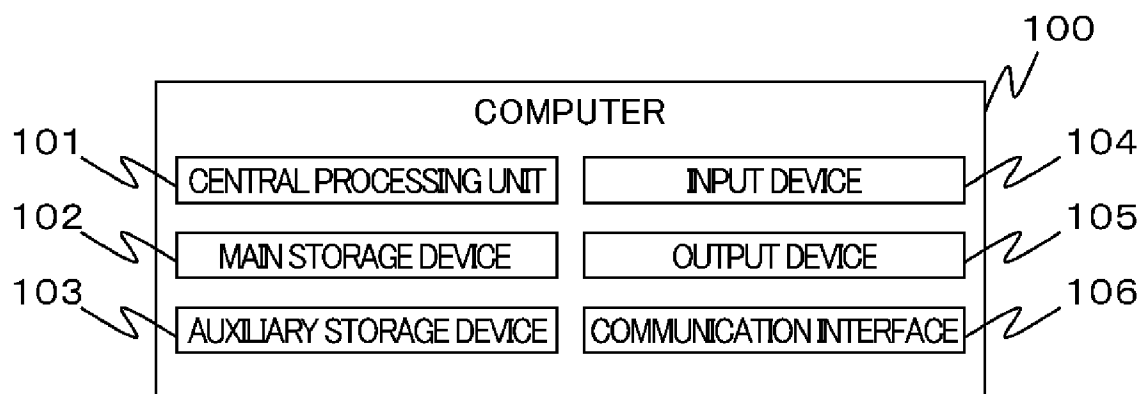 100
COMPUTER
101 CENTRAL PROCESSING UNIT INPUT DEVICE 104
102 MAIN STORAGE DEVICE OUTPUT DEVICE 105
103 AUXILIARY STORAGE DEVICE COMMUNICATION INTERFACE 106